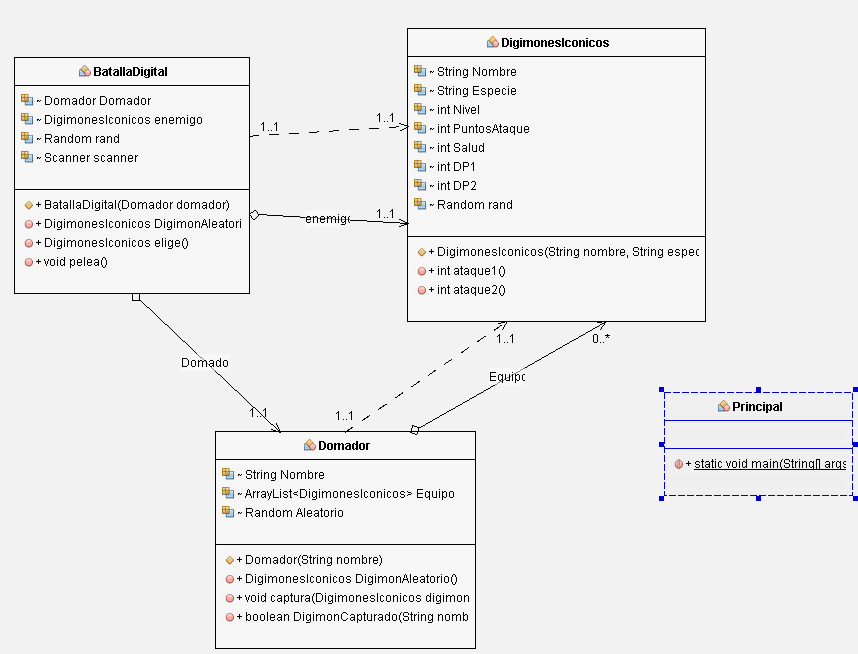 BatallaDigital
~ Domador Domador
~ DigimonesIconicos enemigo
~ Random rand
~ Scanner scanner
+ BatallaDigital(Domador domador)
+ DigimonesIconicos DigimonAleatori
+ DigimonesIconicos elige()
+ void pelea()
DigimonesIconicos
~ String Nombre
~ String Especie
~ int Nivel
~ int PuntosAtaque
~ int Salud
~ int DP1
~ int DP2
~ Random rand
+ DigimonesIconicos(String nombre, String espec
+ int ataque1()
+ int ataque2()
1..1
1..1
enemigo
1..1
Domado
1..1
1..1
1..1
Equipo
0..*
Domador
~ String Nombre
~ ArrayList<DigimonesIconicos> Equipo
~ Random Aleatorio
+ Domador(String nombre)
+ DigimonesIconicos DigimonAleatorio()
+ void captura(DigimonesIconicos digimon
+ boolean DigimonCapturado(String nomb
Principal
+ static void main(String[] args